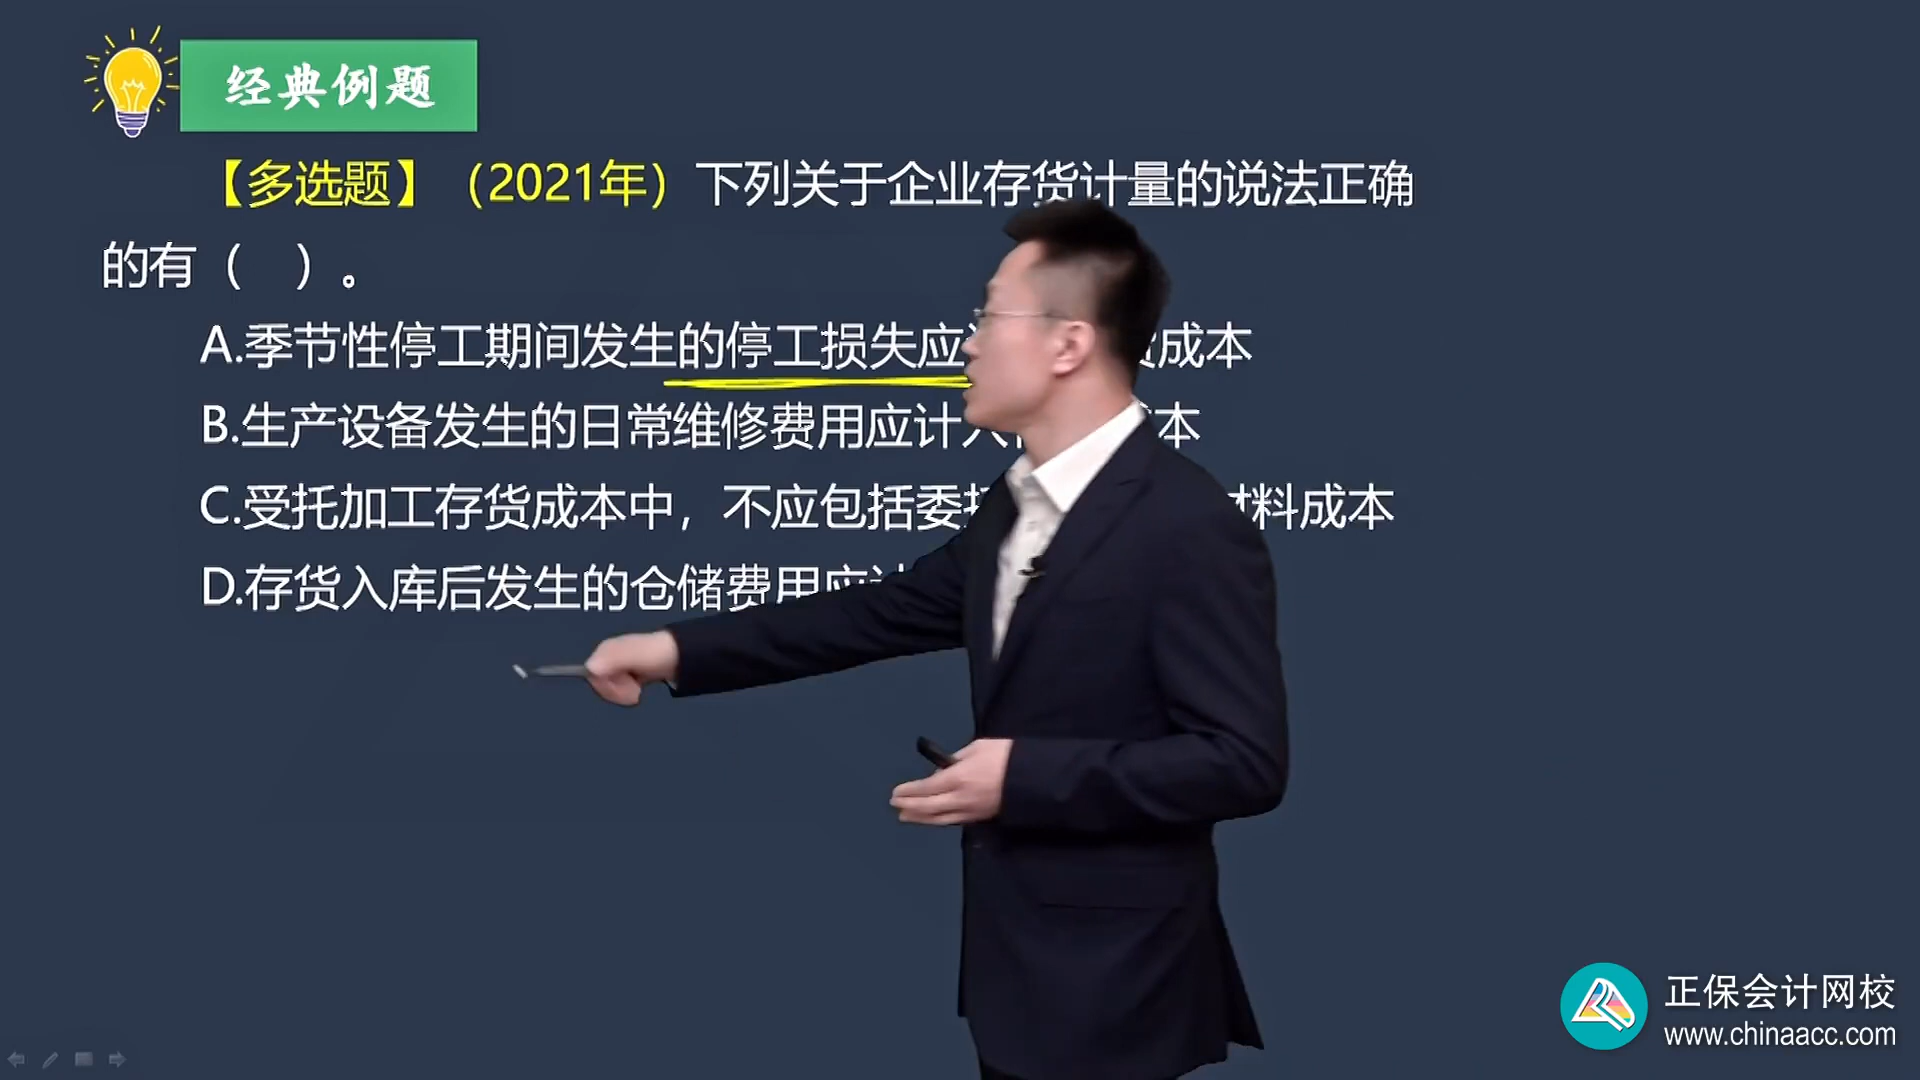 经典例题
【多选题】（2021年）下列关于企业存货计量的说法正确
的有（ ）。
A.季节性停工期间发生的停工损失应 成本
B.生产设备发生的日常维修费用应计入 本
C.受托加工存货成本中，不应包括委 材料成本
D.存货入库后发生的仓储费用应
正保会计网校
www.chinaacc.com